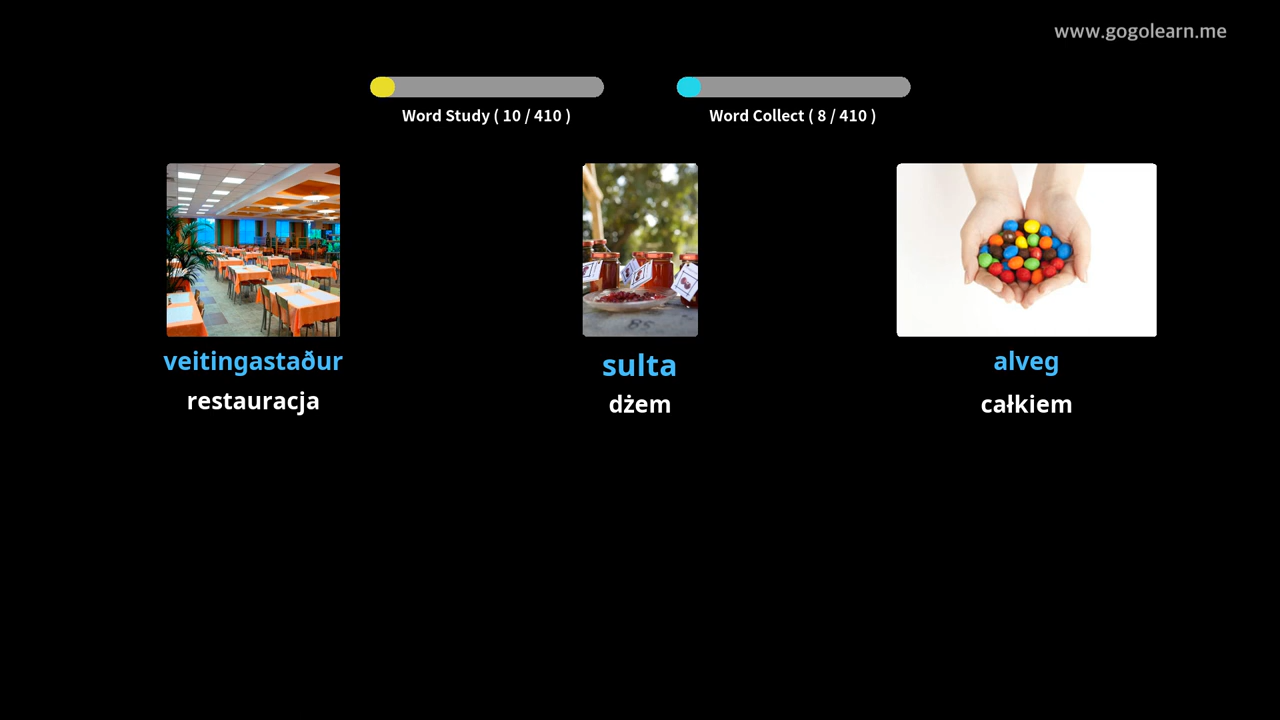 www.gogolearn.me
Word Study ( 10 / 410 )
Word Collect ( 8 / 410 )
veitingastaður
restauracja
sulta
dżem
alveg
całkiem